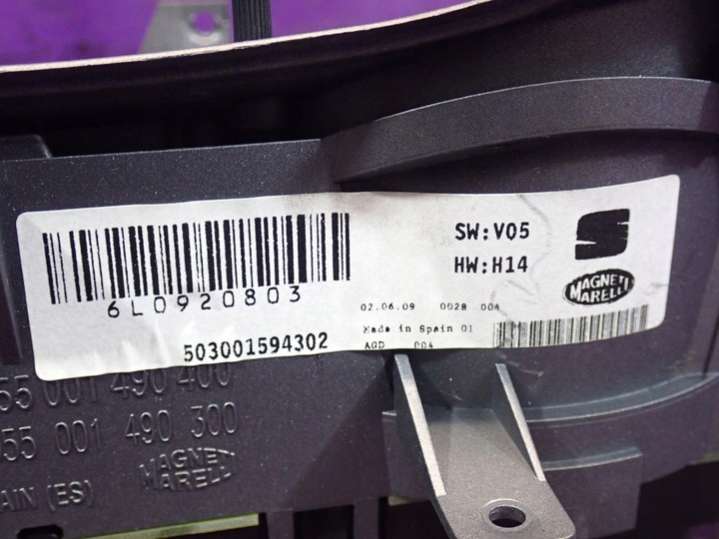 6L0920803
503001594302
SW:V05
HW:H14
MAGNETI
MARELLI
02.06.09 0028 004
Made in Spain 01
AGD 004
55 001 490 400
055 001 490 300
MAGNETI
MARELLI
AIN (ES)